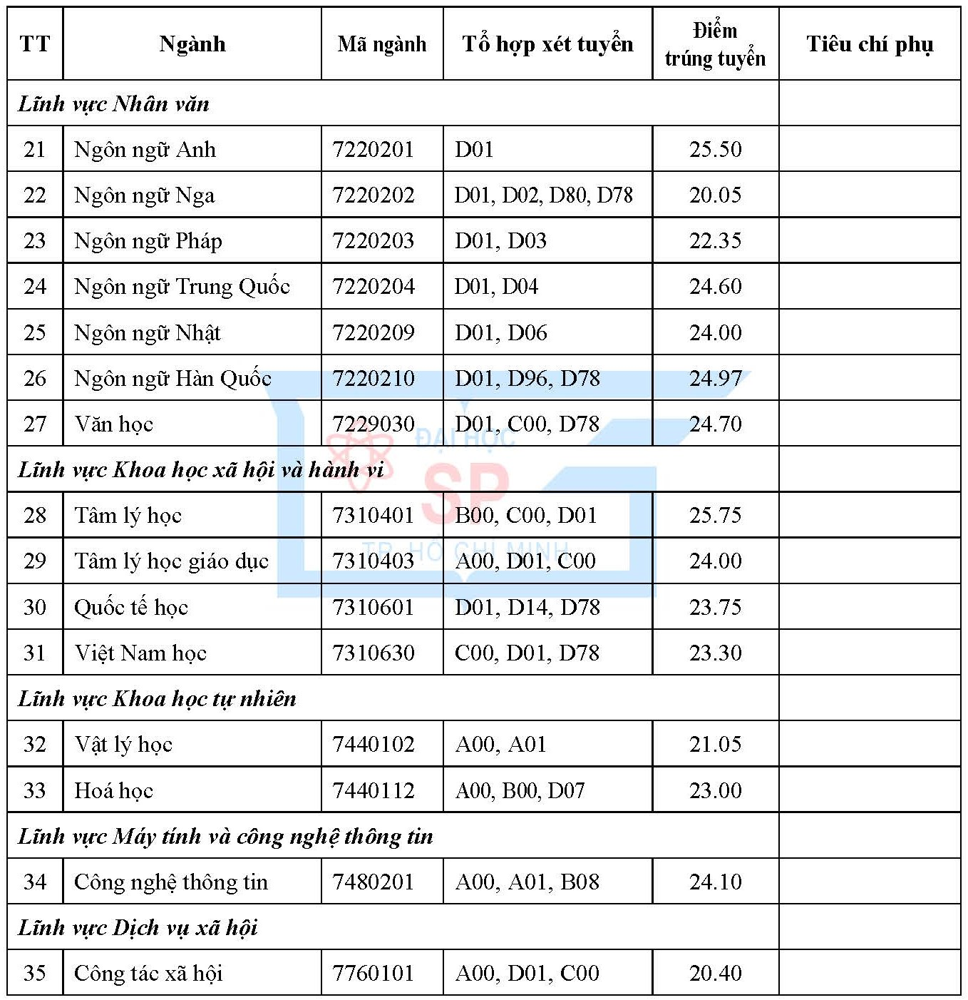 TT Ngành Mã ngành Tổ hợp xét tuyển Điểm trúng tuyển Tiêu chí phụ
Lĩnh vực Nhân văn
21 Ngôn ngữ Anh 7220201 D01 25.50
22 Ngôn ngữ Nga 7220202 D01, D02, D80, D78 20.05
23 Ngôn ngữ Pháp 7220203 D01, D03 22.35
24 Ngôn ngữ Trung Quốc 7220204 D01, D04 24.60
25 Ngôn ngữ Nhật 7220209 D01, D06 24.00
26 Ngôn ngữ Hàn Quốc 7220210 D01, D96, D78 24.97
27 Văn học 7229030 D01, C00, D78 24.70
ĐẠI HỌC
Lĩnh vực Khoa học xã hội và hành vi
SP
28 Tâm lý học 7310401 B00, C00, D01 25.75
TP. HỒ CHÍ MINH
29 Tâm lý học giáo dục 7310403 A00, D01, C00 24.00
30 Quốc tế học 7310601 D01, D14, D78 23.75
31 Việt Nam học 7310630 C00, D01, D78 23.30
Lĩnh vực Khoa học tự nhiên
32 Vật lý học 7440102 A00, A01 21.05
33 Hoá học 7440112 A00, B00, D07 23.00
Lĩnh vực Máy tính và công nghệ thông tin
34 Công nghệ thông tin 7480201 A00, A01, B08 24.10
Lĩnh vực Dịch vụ xã hội
35 Công tác xã hội 7760101 A00, D01, C00 20.40